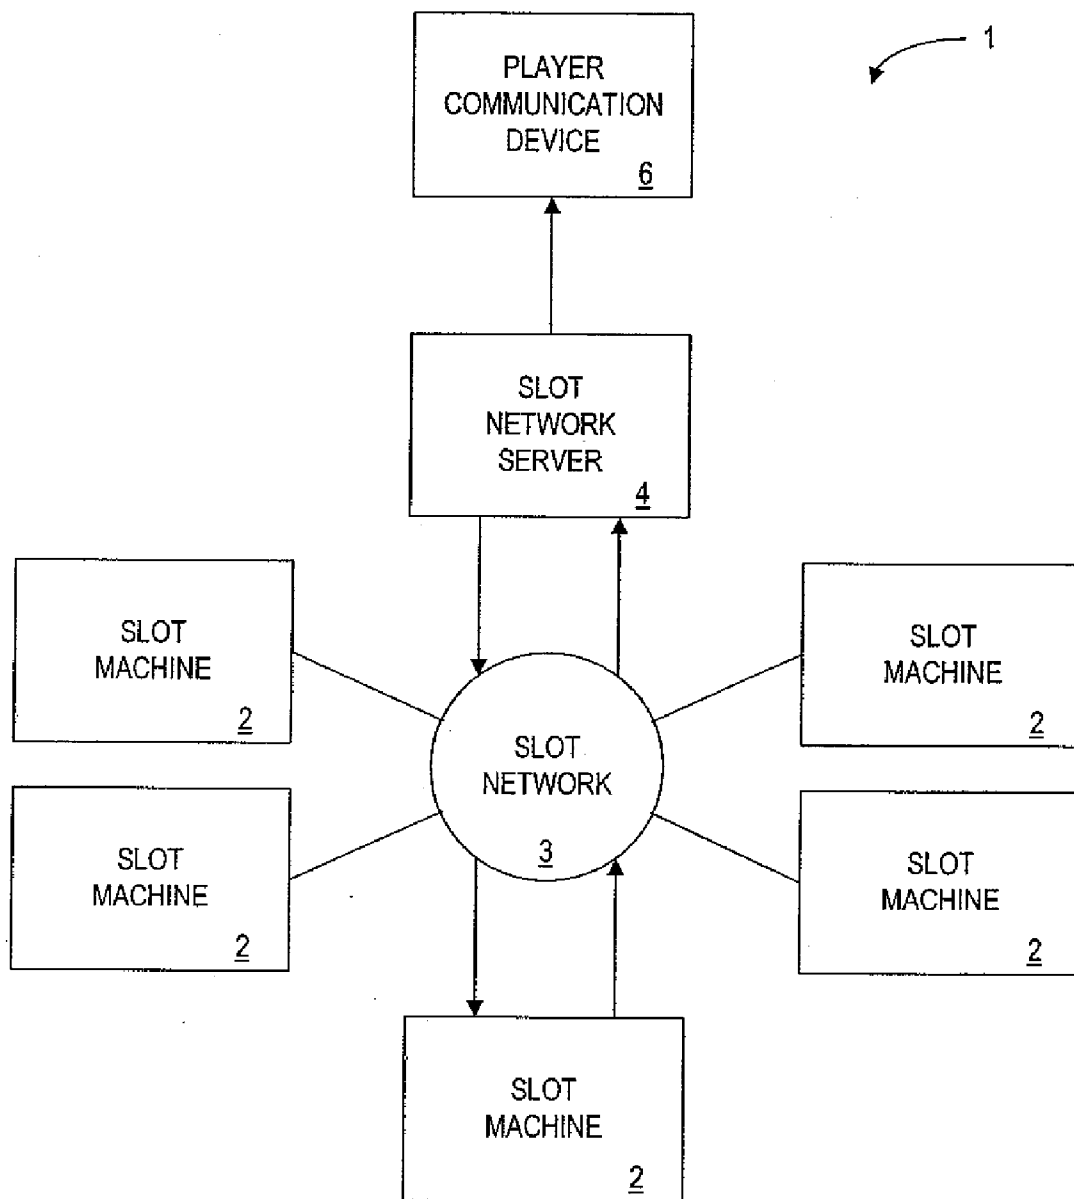 1
PLAYER
COMMUNICATION
DEVICE
6
SLOT
NETWORK
SERVER
4
SLOT
MACHINE
2
SLOT
MACHINE
2
SLOT
NETWORK
3
SLOT
MACHINE
2
SLOT
MACHINE
2
SLOT
MACHINE
2